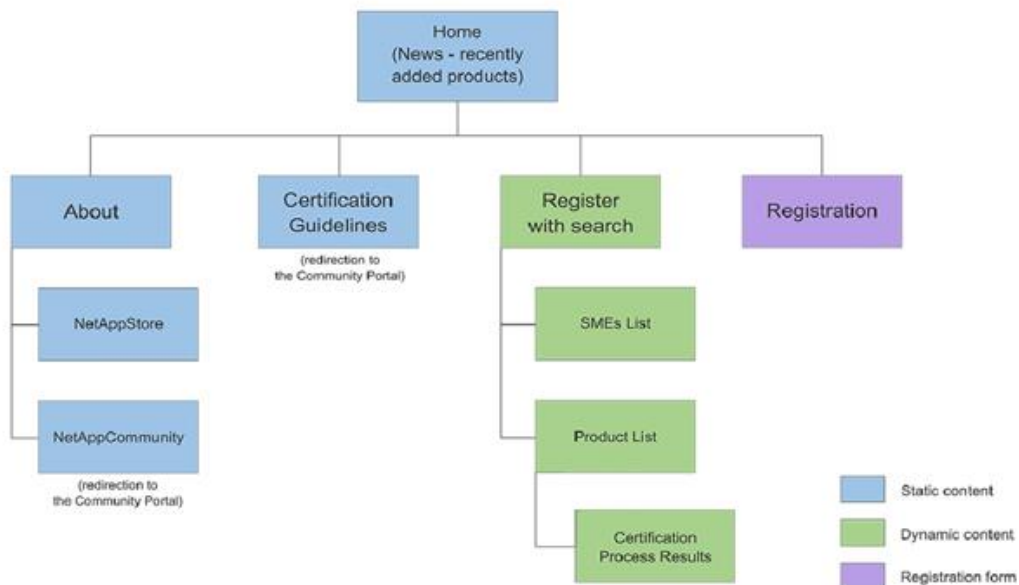 Home
(News - recently
added products)
About
Certification
Guidelines
Register
with search
Registration
(redirection to
the Community Portal)
NetAppStore
SMEs List
NetAppCommunity
Product List
(redirection to
the Community Portal)
Certification
Process Results
Static content
Dynamic content
Registration form